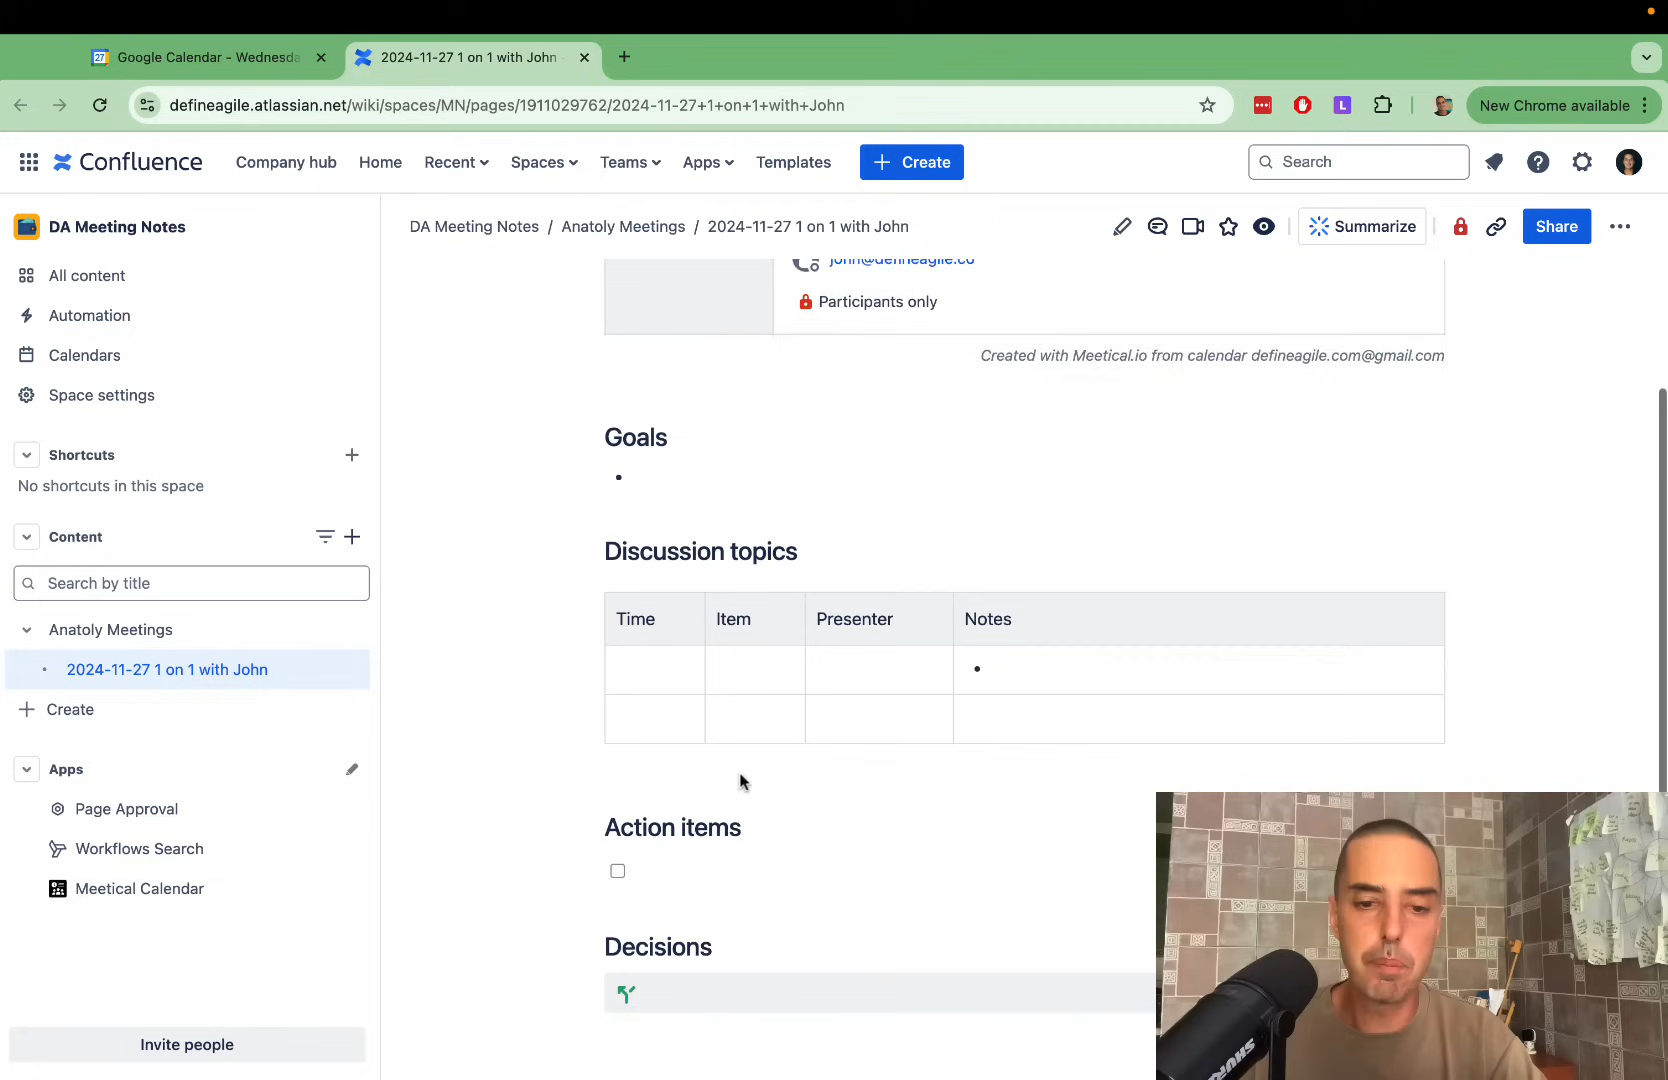 27 Google Calendar - Wednesda
2024-11-27 1 on 1 with John
defineagile.atlassian.net/wiki/spaces/MN/pages/1911029762/2024-11-27+1+on+1+with+John
L
New Chrome available
Confluence
Company hub
Home
Recent
Spaces
Teams
Apps
Templates
+ Create
Search
DA Meeting Notes
All content
Automation
Calendars
Space settings
Shortcuts
No shortcuts in this space
Content
Search by title
Anatoly Meetings
2024-11-27 1 on 1 with John
Create
Apps
Page Approval
Workflows Search
Meetical Calendar
Invite people
DA Meeting Notes / Anatoly Meetings / 2024-11-27 1 on 1 with John
Summarize
Share
john@defineagile.co
Participants only
Created with Meetical.io from calendar defineagile.com@gmail.com
Goals
Discussion topics
Time Item Presenter Notes
Action items
Decisions
SHURE